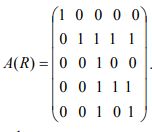 A(R) =
1 0 0 0 0
0 1 1 1 1
0 0 1 0 0
0 0 1 1 1
0 0 1 0 1
.